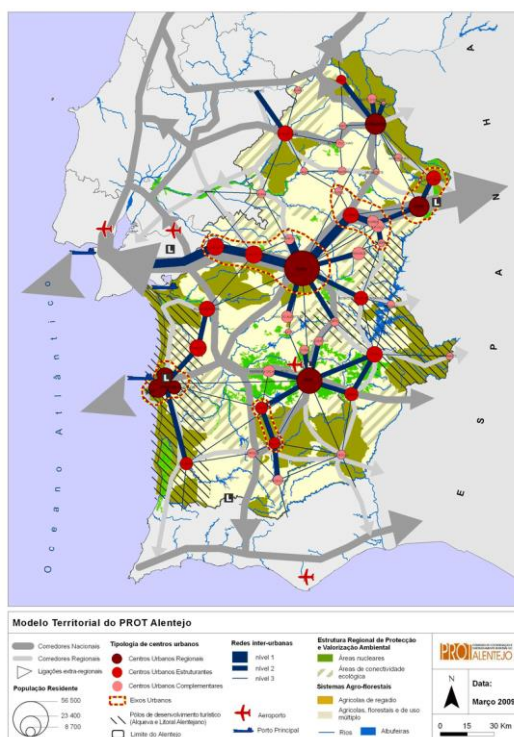 Oceano Atlântico
ESPANHA
L
L
L
L
Modelo Territorial do PROT Alentejo
Corredores Nacionais
Corredores Regionais
Ligações extra-regionais
População Residente
56 500
23 400
8 700
Tipologia de centros urbanos
Centros Urbanos Regionais
Centros Urbanos Estruturantes
Centros Urbanos Complementares
Eixos Urbanos
Pólos de desenvolvimento turístico
(Alqueva e Litoral Alentejano)
Limite do Alentejo
Redes inter-urbanas
nível 1
nível 2
nível 3
Aeroporto
Porto Principal
Estrutura Regional de Protecção
e Valorização Ambiental
Áreas nucleares
Áreas de conectividade
ecológica
Sistemas Agro-florestais
Agrícolas de regadio
Agrícolas, florestais e de uso
múltiplo
Rios
Albufeiras
PROT
ALENTEJO
N
Data:
Março 2009
0 15 30 Km